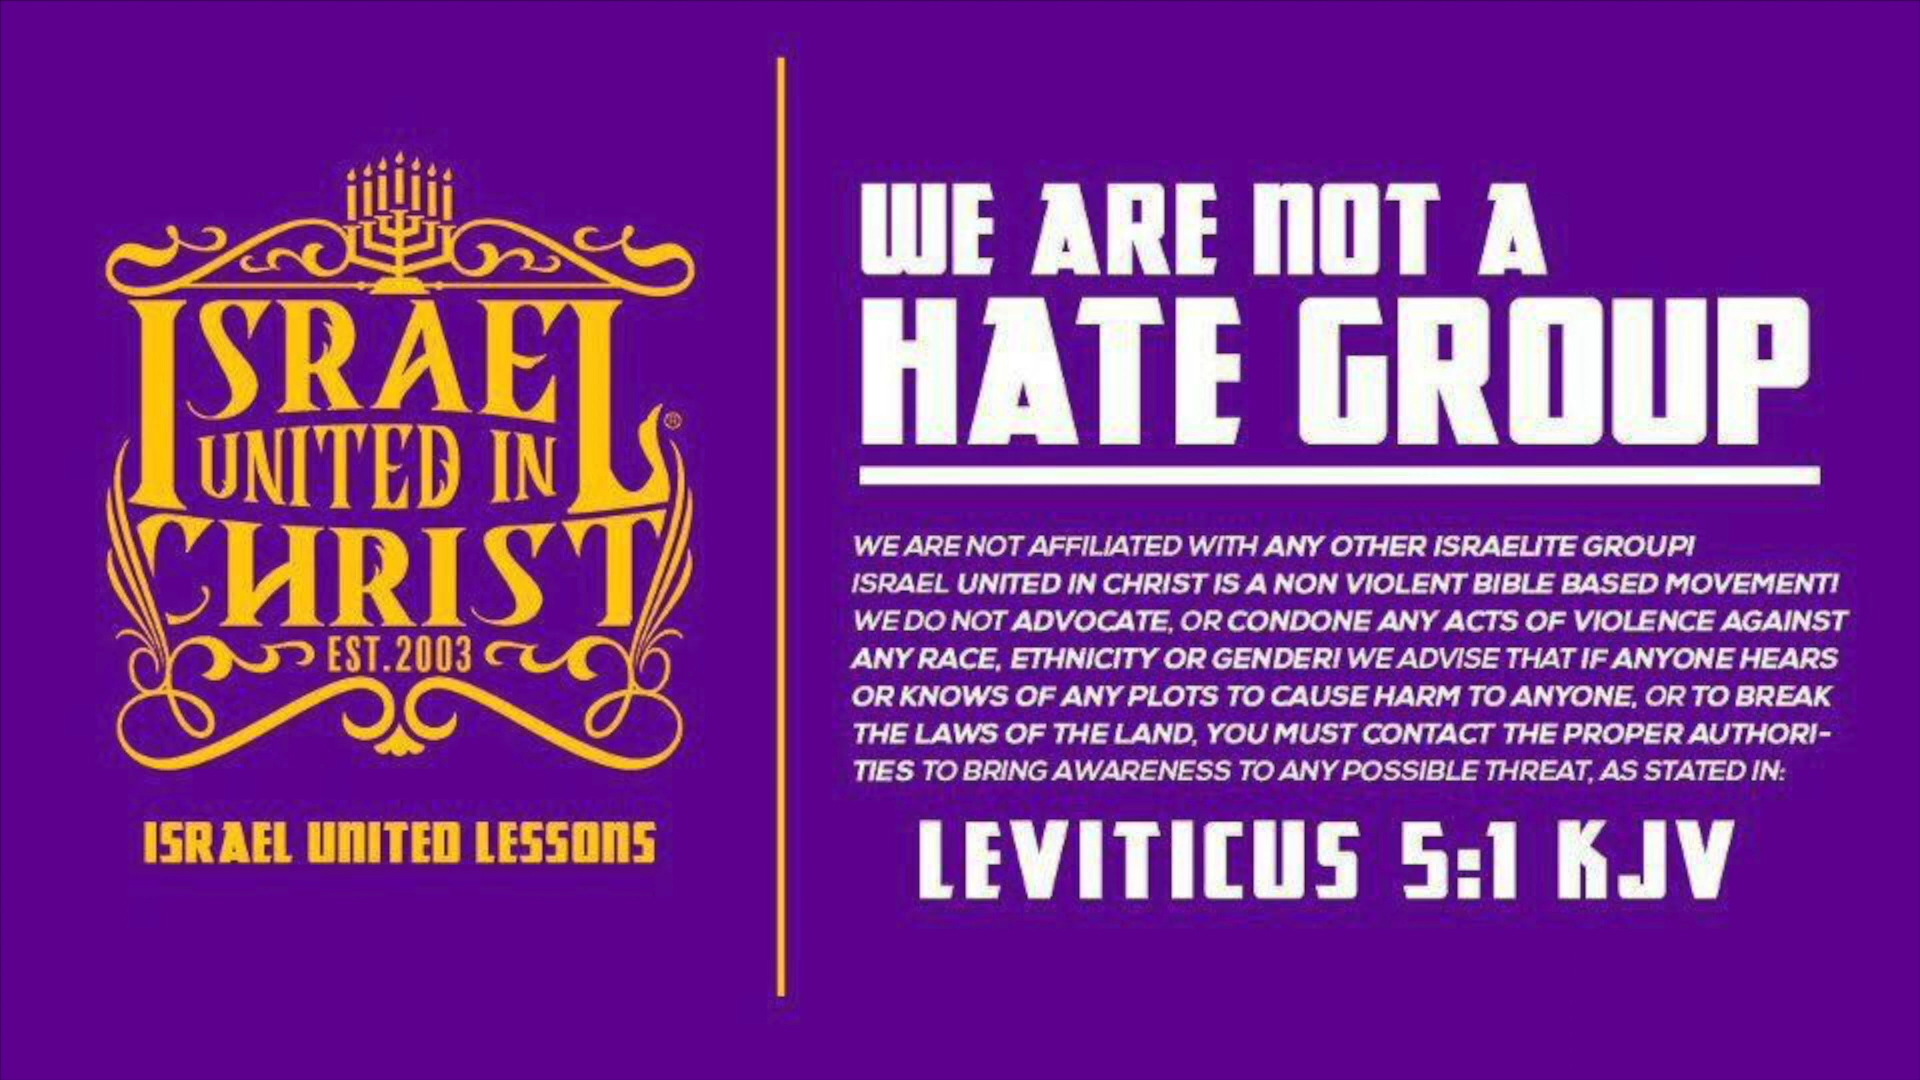 ISRAEL
UNITED IN
CHRIST
®
EST.2003
ISRAEL UNITED LESSONS
WE ARE NOT A
HATE GROUP
WE ARE NOT AFFILIATED WITH ANY OTHER ISRAELITE GROUP!
ISRAEL UNITED IN CHRIST IS A NON VIOLENT BIBLE BASED MOVEMENT!
WE DO NOT ADVOCATE, OR CONDONE ANY ACTS OF VIOLENCE AGAINST
ANY RACE, ETHNICITY OR GENDER! WE ADVISE THAT IF ANYONE HEARS
OR KNOWS OF ANY PLOTS TO CAUSE HARM TO ANYONE, OR TO BREAK
THE LAWS OF THE LAND, YOU MUST CONTACT THE PROPER AUTHORI-
TIES TO BRING AWARENESS TO ANY POSSIBLE THREAT, AS STATED IN:
LEVITICUS 5:1 KJV